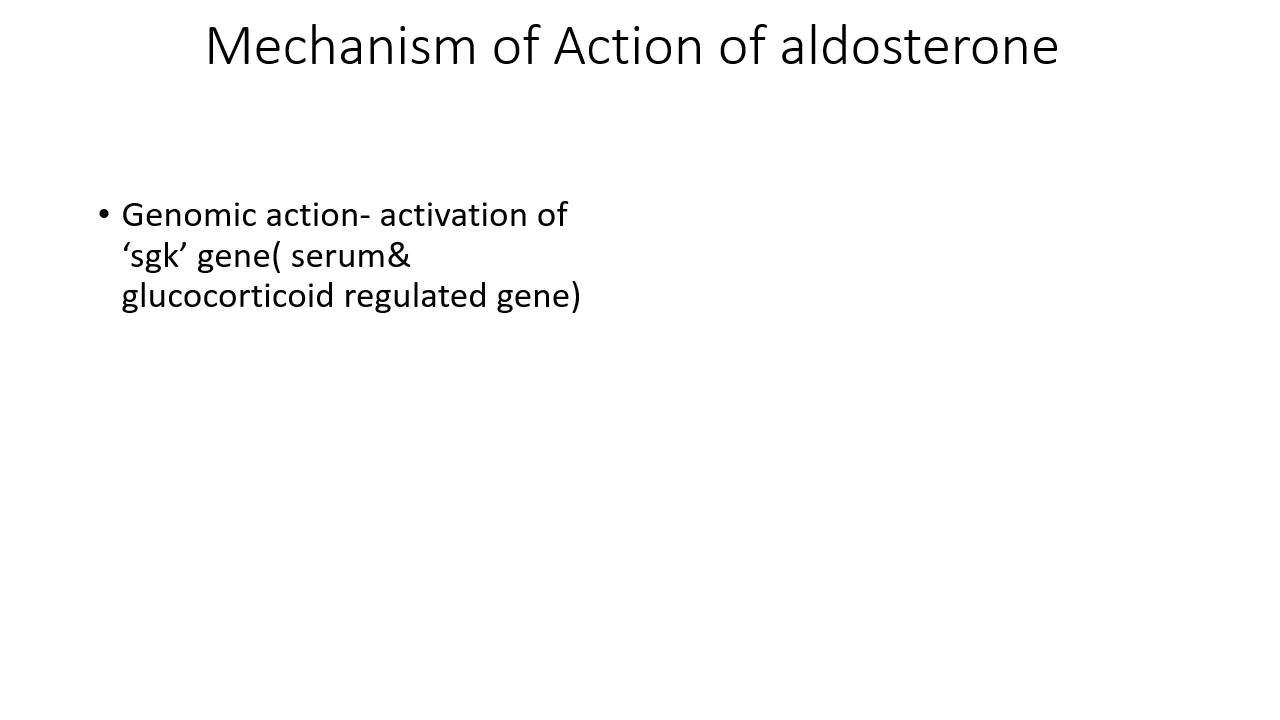 Mechanism of Action of aldosterone
• Genomic action- activation of
‘sgk’ gene( serum&
glucocorticoid regulated gene)